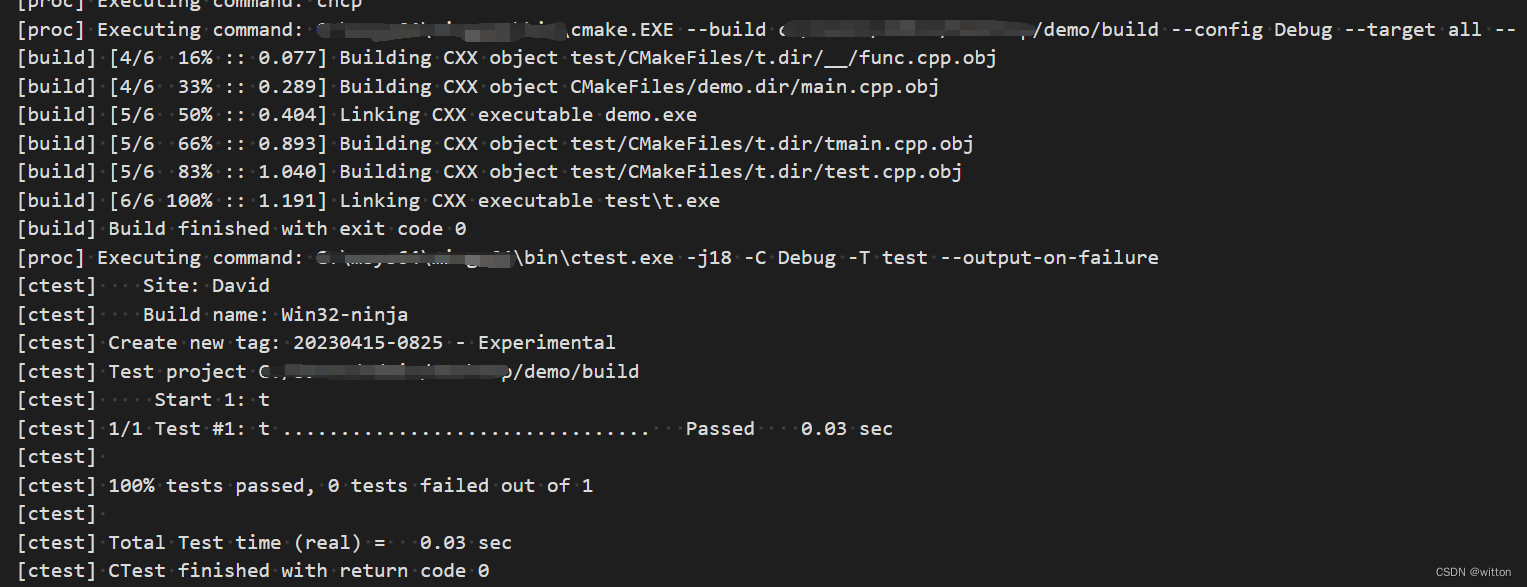 [proc] Executing command: chcp
[proc] Executing command: \cmake.EXE --build /demo/build --config Debug --target all --
[build] [4/6  16% :: 0.077] Building CXX object test/CMakeFiles/t.dir/__/func.cpp.obj
[build] [4/6  33% :: 0.289] Building CXX object CMakeFiles/demo.dir/main.cpp.obj
[build] [5/6  50% :: 0.404] Linking CXX executable demo.exe
[build] [5/6  66% :: 0.893] Building CXX object test/CMakeFiles/t.dir/tmain.cpp.obj
[build] [5/6  83% :: 1.040] Building CXX object test/CMakeFiles/t.dir/test.cpp.obj
[build] [6/6 100% :: 1.191] Linking CXX executable test\t.exe
[build] Build finished with exit code 0
[proc] Executing command: \bin\ctest.exe -j18 -C Debug -T test --output-on-failure
[ctest]    Site: David
[ctest]    Build name: Win32-ninja
[ctest] Create new tag: 20230415-0825 - Experimental
[ctest] Test project /demo/build
[ctest]     Start 1: t
[ctest] 1/1 Test #1: t ................................   Passed    0.03 sec
[ctest]
[ctest] 100% tests passed, 0 tests failed out of 1
[ctest]
[ctest] Total Test time (real) =   0.03 sec
[ctest] CTest finished with return code 0
CSDN @witton